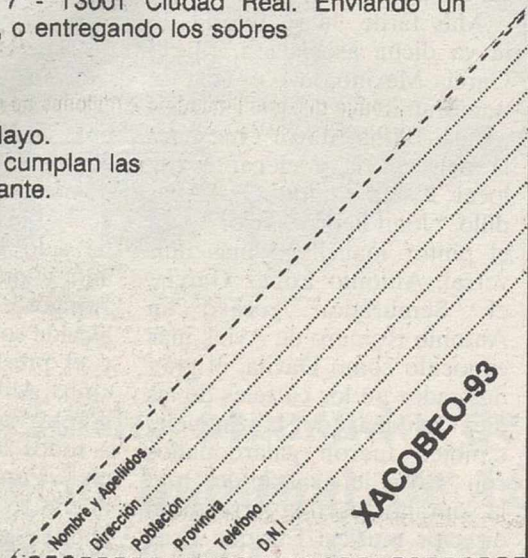 7 - 13001 Ciudad Real. Enviando un
, o entregando los sobres
layo.
cumplan las
ante.
Nombre y Apellidos
Dirección
Población
Provincia
Teléfono
D.N.I.
XACOBEO-93